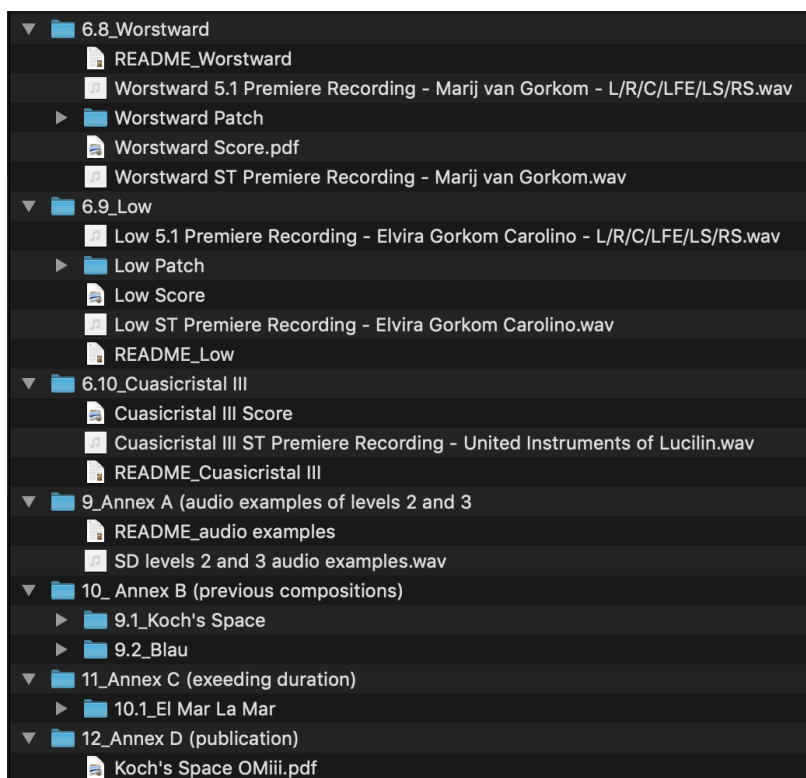 6.8_Worstward
README_Worstward
Worstward 5.1 Premiere Recording - Marij van Gorkom - L/R/C/LFE/LS/RS.wav
Worstward Patch
Worstward Score.pdf
Worstward ST Premiere Recording - Marij van Gorkom.wav
6.9_Low
Low 5.1 Premiere Recording - Elvira Gorkom Carolino - L/R/C/LFE/LS/RS.wav
Low Patch
Low Score
Low ST Premiere Recording - Elvira Gorkom Carolino.wav
README_Low
6.10_Cuasicristal III
Cuasicristal III Score
Cuasicristal III ST Premiere Recording - United Instruments of Lucilin.wav
README_Cuasicristal III
9_Annex A (audio examples of levels 2 and 3
README_audio examples
SD levels 2 and 3 audio examples.wav
10_ Annex B (previous compositions)
9.1_Koch's Space
9.2_Blau
11_Annex C (exeeding duration)
10.1_El Mar La Mar
12_Annex D (publication)
Koch's Space OMiii.pdf